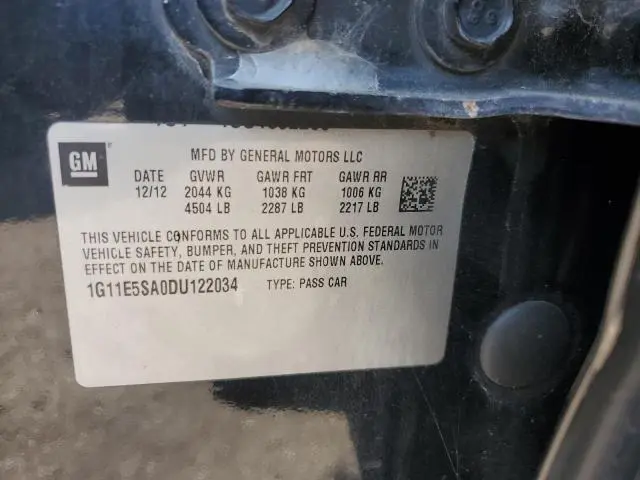 GM
MFD BY GENERAL MOTORS LLC
DATE GVWR GAWR FRT GAWR RR
12/12 2044 KG 1038 KG 1006 KG
4504 LB 2287 LB 2217 LB
THIS VEHICLE CONFORMS TO ALL APPLICABLE U.S. FEDERAL MOTOR
VEHICLE SAFETY, BUMPER, AND THEFT PREVENTION STANDARDS IN
EFFECT ON THE DATE OF MANUFACTURE SHOWN ABOVE.
1G11E5SA0DU122034 TYPE: PASS CAR